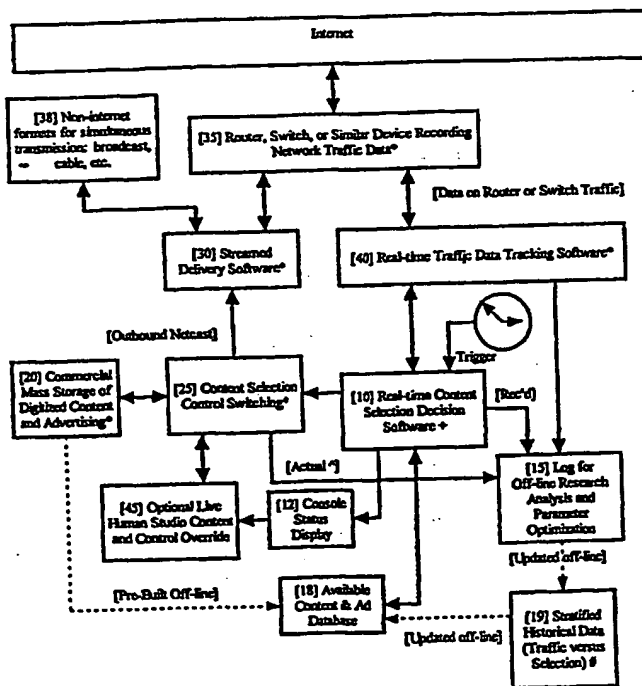 Internet
[38] Non-internet
formats for simultaneous
transmission: broadcast,
cable, etc.
[35] Router, Switch, or Similar Device Recording
Network Traffic Data*
[Data on Router or Switch Traffic]
[30] Streamed
Delivery Software*
[40] Real-time Traffic Data Tracking Software*
[Outbound Netcast]
Trigger
[20] Commercial
Mass Storage of
Digitized Content
and Advertising*
[25] Content Selection
Control Switching*
[10] Real-time Content
Selection Decision
Software +
[Rec'd]
[Actual ^]
[15] Log for
Off-line Research
Analysis and
Parameter
Optimization
[45] Optional Live
Human Studio Content
and Control Override
[12] Console
Status
Display
[Updated off-line]
[Pre-Built Off-line]
[18] Available
Content & Ad
Database
[Updated off-line]
[19] Stratified
Historical Data
(Traffic versus
Selection) #